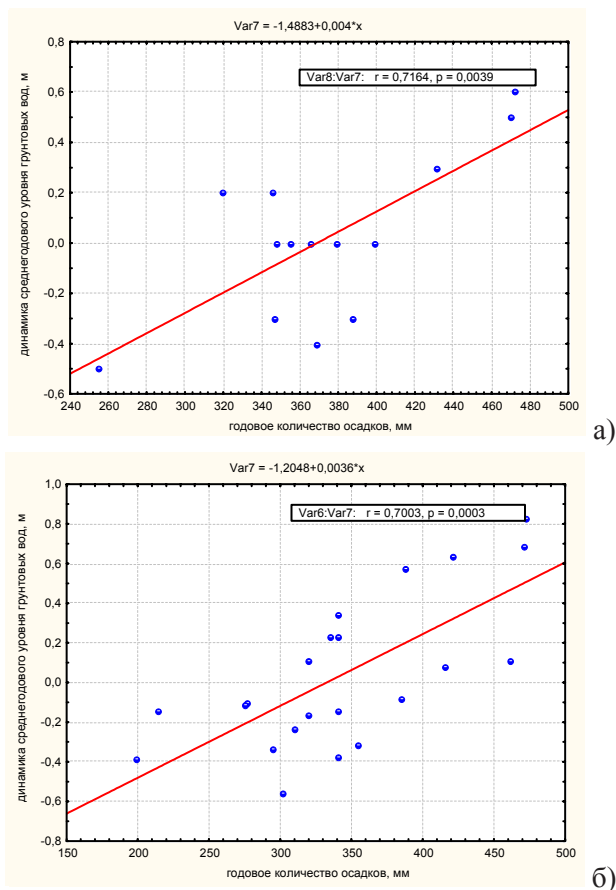 Var7 = -1,4883+0,004*x
Var8:Var7: r = 0,7164, p = 0,0039
динамика среднегодового уровня грунтовых вод, м
0,8
0,6
0,4
0,2
0,0
-0,2
-0,4
-0,6
240 260 280 300 320 340 360 380 400 420 440 460 480 500
годовое количество осадков, мм
а)
Var7 = -1,2048+0,0036*x
Var6:Var7: r = 0,7003, p = 0,0003
динамика среднегодового уровня грунтовых вод, м
1,0
0,8
0,6
0,4
0,2
0,0
-0,2
-0,4
-0,6
-0,8
150 200 250 300 350 400 450 500
годовое количество осадков, мм
б)